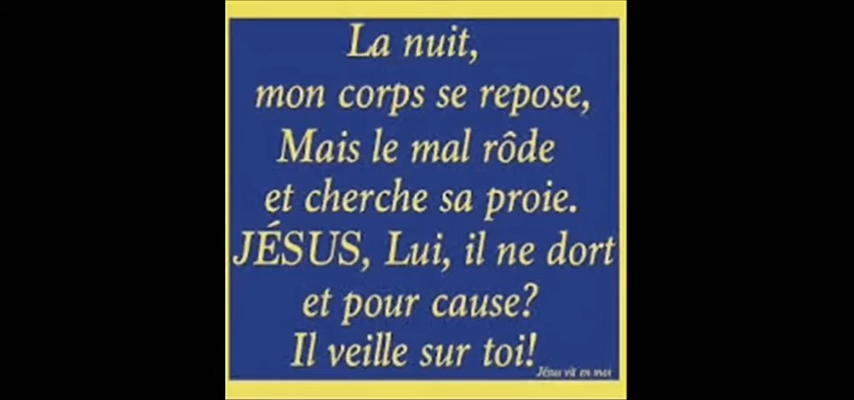 La nuit,
mon corps se repose,
Mais le mal rôde
et cherche sa proie.
JÉSUS, Lui, il ne dort
et pour cause?
Il veille sur toi!
Jésus vit en moi